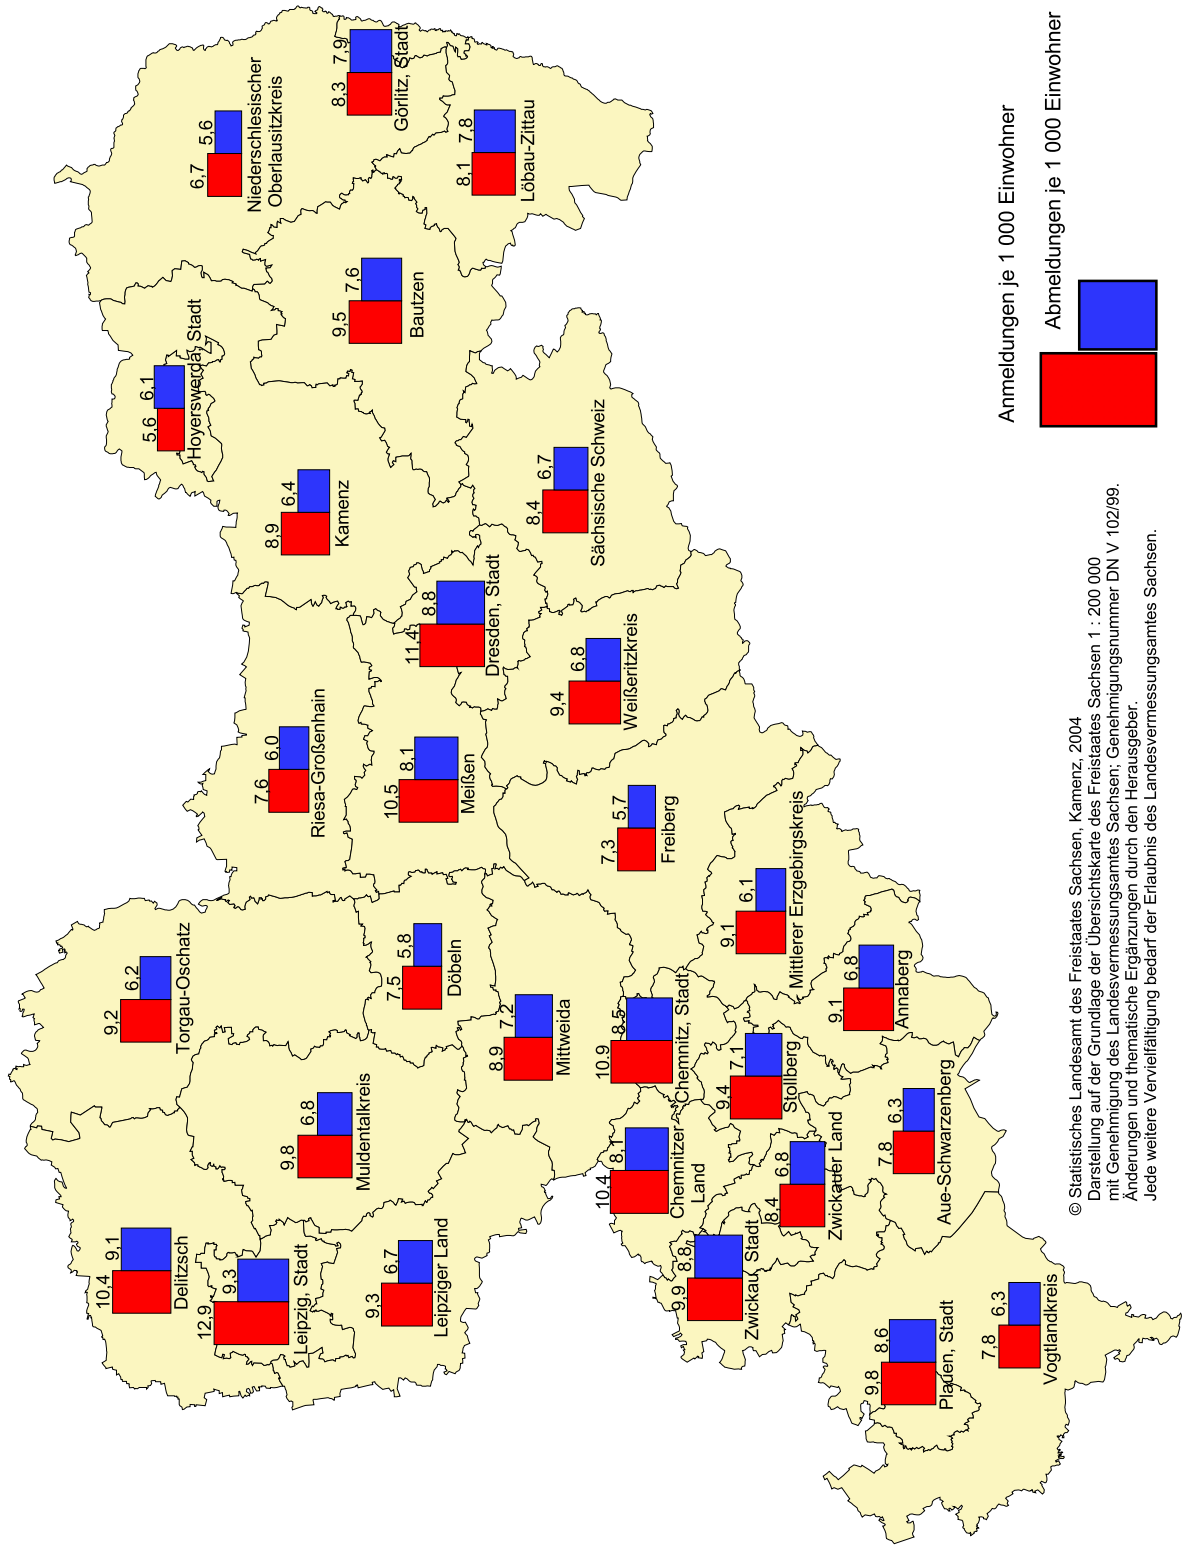 10,4
9,1
Delitzsch
12,9
9,3
Leipzig, Stadt
9,3
6,7
Leipziger Land
9,8
6,8
Muldentalkreis
9,2
6,2
Torgau-Oschatz
7,5
5,8
Döbeln
8,9
7,2
Mittweida
7,6
6,0
Riesa-Großenhain
10,5
8,1
Meißen
11,4
8,8
Dresden, Stadt
8,9
6,4
Kamenz
5,6
6,1
Hoyerswerda, Stadt
9,5
7,6
Bautzen
6,7
5,6
Niederschlesischer
Oberlausitzkreis
8,3
7,9
Görlitz, Stadt
8,1
7,8
Löbau-Zittau
8,4
6,7
Sächsische Schweiz
9,4
6,8
Weißeritzkreis
7,3
5,7
Freiberg
9,1
6,1
Mittlerer Erzgebirgskreis
9,1
6,8
Annaberg
10,9
8,5
Chemnitz, Stadt
9,4
7,1
Stollberg
10,4
8,1
Chemnitzer
Land
8,4
6,8
Zwickauer Land
9,9
8,8
Zwickau, Stadt
7,8
6,3
Aue-Schwarzenberg
9,8
8,6
Plauen, Stadt
7,8
6,3
Vogtlandkreis
Anmeldungen je 1 000 Einwohner
Abmeldungen je 1 000 Einwohner
© Statistisches Landesamt des Freistaates Sachsen, Kamenz, 2004
Darstellung auf der Grundlage der Übersichtskarte des Freistaates Sachsen 1 : 200 000
mit Genehmigung des Landesvermessungsamtes Sachsen; Genehmigungsnummer DN V 102/99.
Änderungen und thematische Ergänzungen durch den Herausgeber.
Jede weitere Vervielfältigung bedarf der Erlaubnis des Landesvermessungsamtes Sachsen.